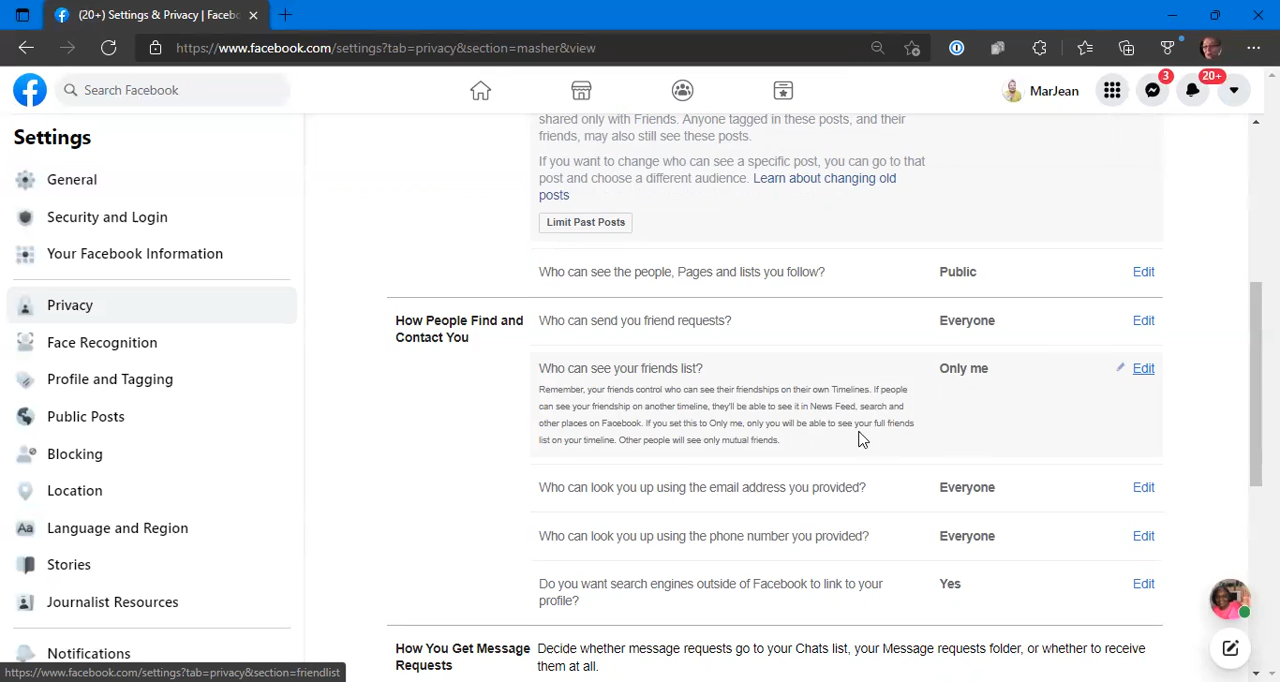 (20+) Settings & Privacy | Faceb
https://www.facebook.com/settings?tab=privacy&section=masher&view
Search Facebook
MarJean
3
20+
Settings
General
Security and Login
Your Facebook Information
Privacy
Face Recognition
Profile and Tagging
Public Posts
Blocking
Location
Aa Language and Region
Stories
Journalist Resources
Notifications
shared only with Friends. Anyone tagged in these posts, and their
friends, may also still see these posts.
If you want to change who can see a specific post, you can go to that
post and choose a different audience. Learn about changing old
posts
Limit Past Posts
Who can see the people, Pages and lists you follow? Public Edit
How People Find and
Contact You
Who can send you friend requests? Everyone Edit
Who can see your friends list? Only me Edit
Remember, your friends control who can see their friendships on their own Timelines. If people
can see your friendship on another timeline, they'll be able to see it in News Feed, search and
other places on Facebook. If you set this to Only me, only you will be able to see your full friends
list on your timeline. Other people will see only mutual friends.
Who can look you up using the email address you provided? Everyone Edit
Who can look you up using the phone number you provided? Everyone Edit
Do you want search engines outside of Facebook to link to your
profile? Yes Edit
How You Get Message
Requests
Decide whether message requests go to your Chats list, your Message requests folder, or whether to receive
them at all.
https://www.facebook.com/settings?tab=privacy&section=friendlist